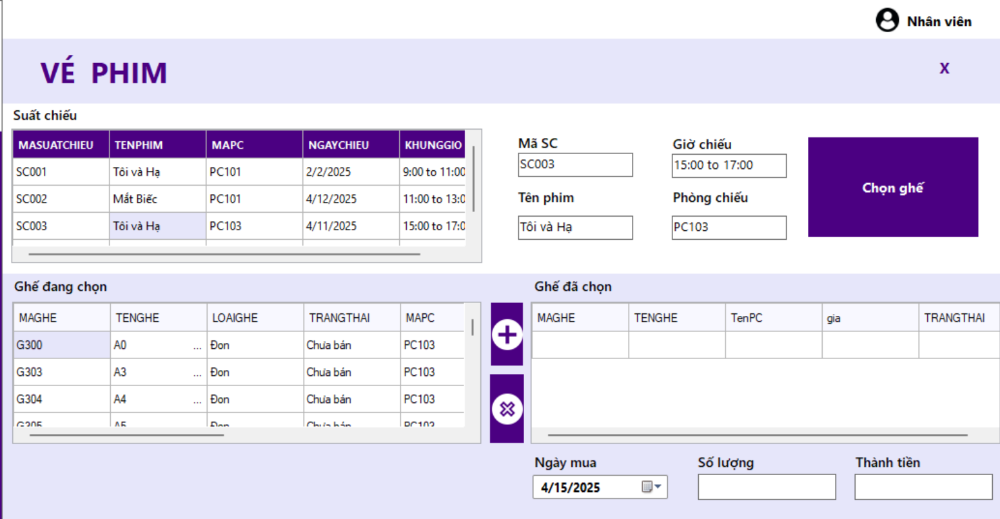 Nhân viên
VÉ PHIM
X
Suất chiếu
MASUATCHIEU TENPHIM MAPC NGAYCHIEU KHUNGGIO
SC001 Tôi và Hạ PC101 2/2/2025 9:00 to 11:00
SC002 Mắt Biếc PC101 4/12/2025 11:00 to 13:0
SC003 Tôi và Hạ PC103 4/11/2025 15:00 to 17:0
Mã SC
SC003
Giờ chiếu
15:00 to 17:00
Tên phim
Tôi và Hạ
Phòng chiếu
PC103
Chọn ghế
Ghế đang chọn
MAGHE TENGHE LOAIGHE TRANGTHAI MAPC
G300 A0 ... Đon Chưa bán PC103
G303 A3 ... Đon Chưa bán PC103
G304 A4 ... Đon Chưa bán PC103
G305 A5 Đon Chưa bán PC103
Ghế đã chọn
MAGHE TENGHE TenPC gia TRANGTHAI
Ngày mua
4/15/2025
Số lượng
Thành tiền